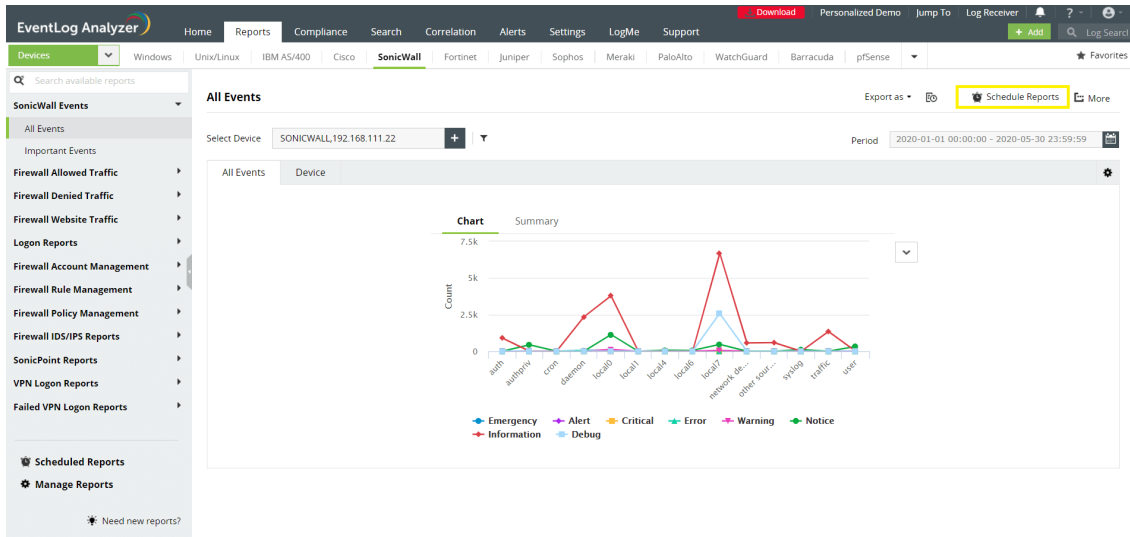 Download Personalized Demo Jump To Log Receiver ?
EventLog Analyzer
Home Reports Compliance Search Correlation Alerts Settings LogMe Support + Add Log Search
Devices Windows Unix/Linux IBM AS/400 Cisco SonicWall Fortinet Juniper Sophos Meraki PaloAlto WatchGuard Barracuda pfSense Favorites
Search available reports
SonicWall Events
All Events
Important Events
Firewall Allowed Traffic
Firewall Denied Traffic
Firewall Website Traffic
Logon Reports
Firewall Account Management
Firewall Rule Management
Firewall Policy Management
Firewall IDS/IPS Reports
SonicPoint Reports
VPN Logon Reports
Failed VPN Logon Reports
Scheduled Reports
Manage Reports
Need new reports?
All Events
Export as Schedule Reports More
Select Device SONICWALL,192.168.111.22 +
Period 2020-01-01 00:00:00 - 2020-05-30 23:59:59
All Events Device
Chart Summary
7.5k
5k
2.5k
0
Count
auth authpriv cron daemon local0 local1 local4 local6 local7 network de... other sour... syslog traffic user
Emergency Alert Critical Error Warning Notice
Information Debug